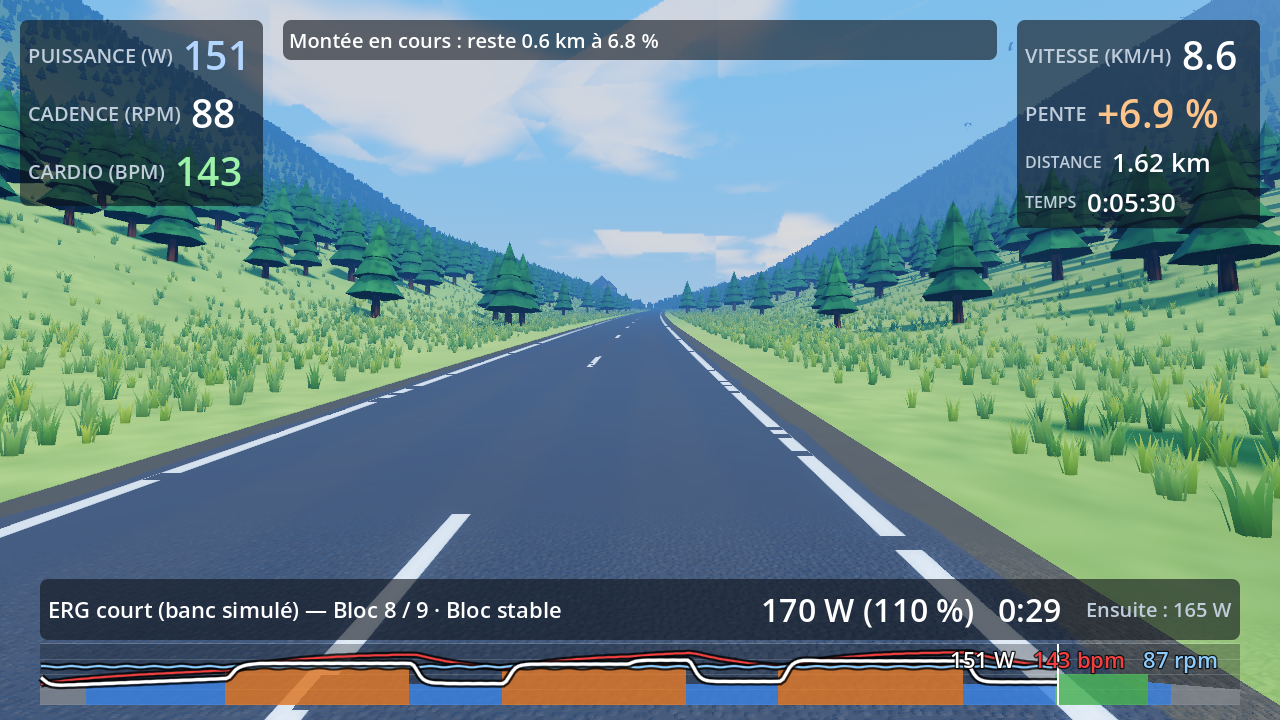 PUISSANCE (W) 151
CADENCE (RPM) 88
CARDIO (BPM) 143
Montée en cours : reste 0.6 km à 6.8 %
VITESSE (KM/H) 8.6
PENTE +6.9 %
DISTANCE 1.62 km
TEMPS 0:05:30
ERG court (banc simulé) — Bloc 8 / 9 · Bloc stable 170 W (110 %) 0:29 Ensuite : 165 W
151 W 143 bpm 87 rpm